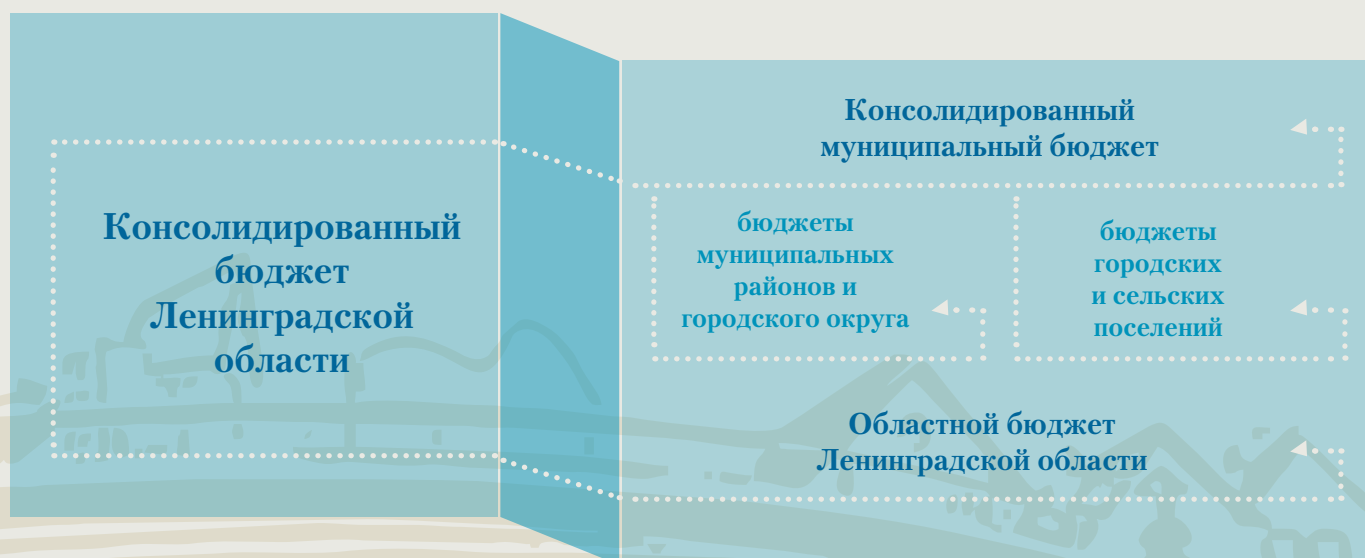 Консолидированный
бюджет
Ленинградской
области
Консолидированный
муниципальный бюджет
бюджеты
муниципальных
районов и
городского округа
бюджеты
городских
и сельских
поселений
Областной бюджет
Ленинградской области